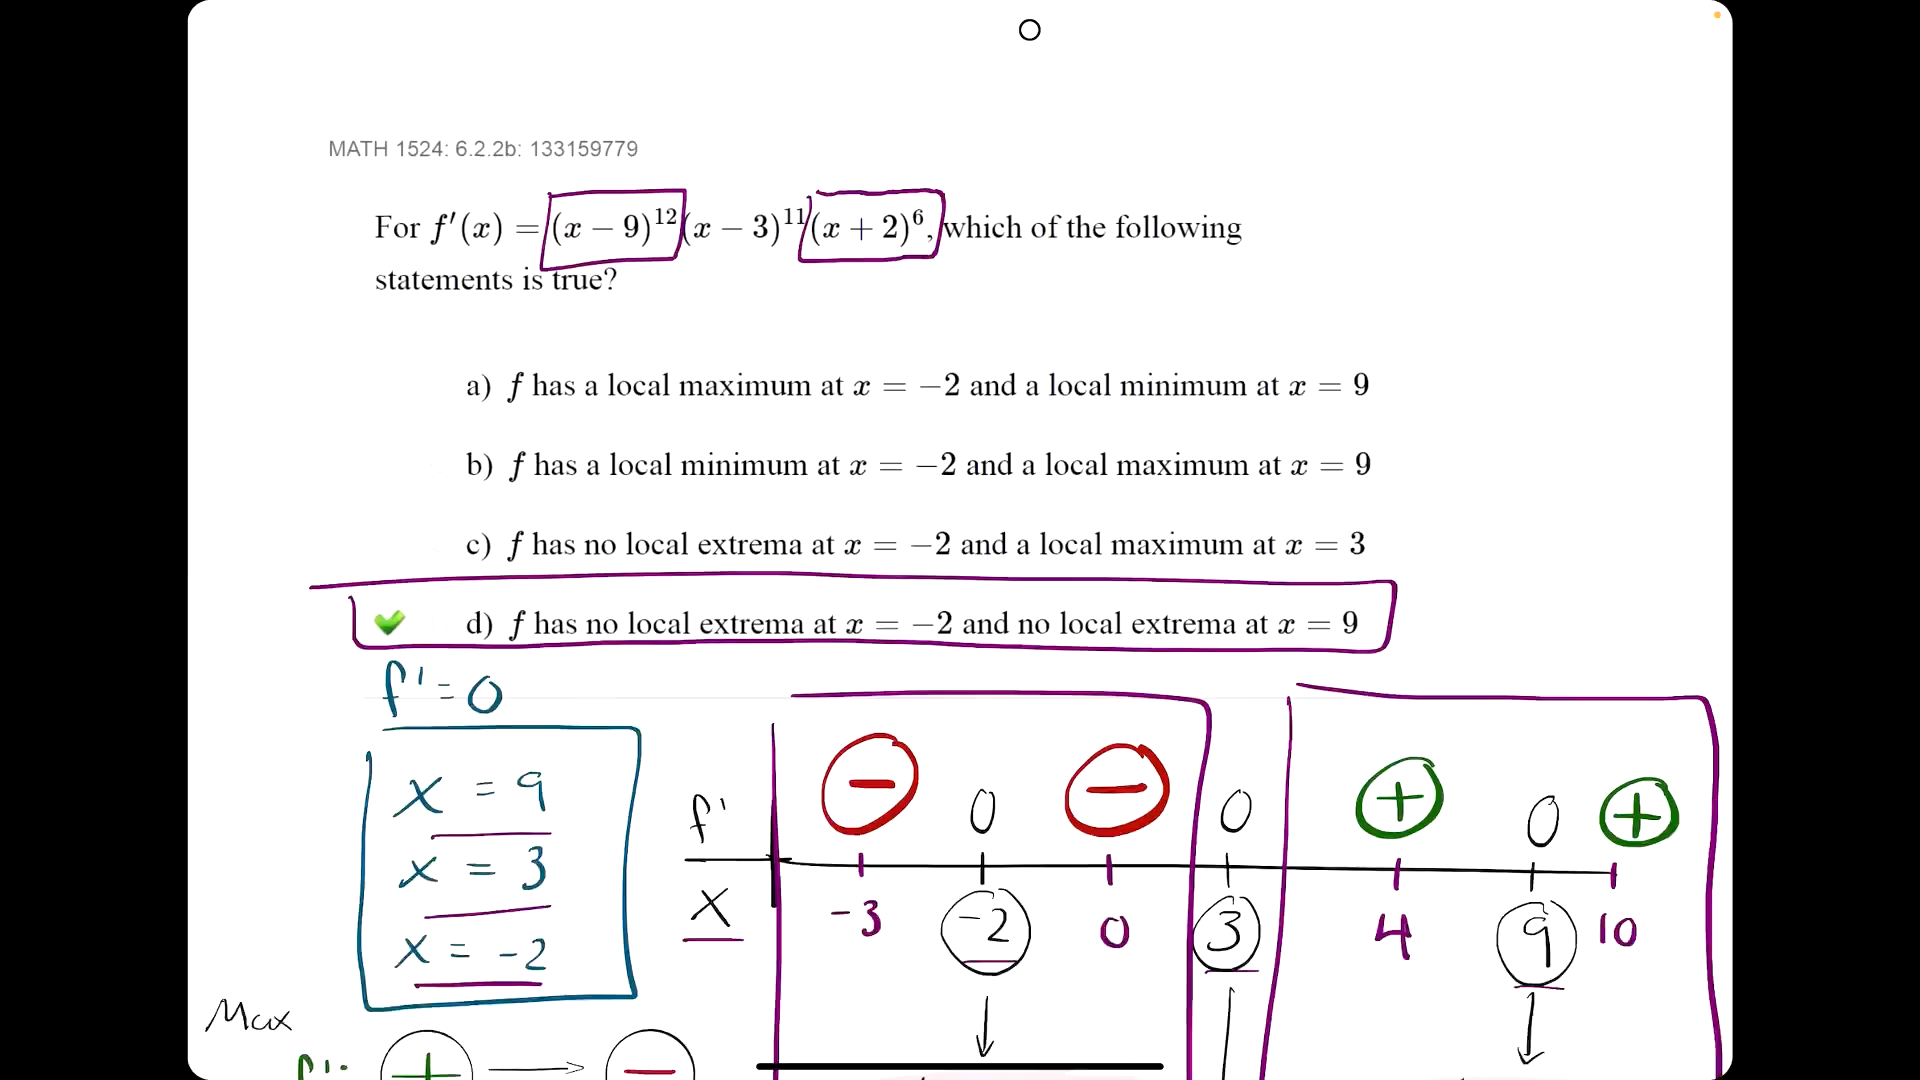 MATH 1524: 6.2.2b: 133159779
For f′(x) = (x − 9)¹²(x − 3)¹¹(x + 2)⁶, which of the following
statements is true?
a) f has a local maximum at x = −2 and a local minimum at x = 9
b) f has a local minimum at x = −2 and a local maximum at x = 9
c) f has no local extrema at x = −2 and a local maximum at x = 3
d) f has no local extrema at x = −2 and no local extrema at x = 9
f' = 0
x = 9
x = 3
x = -2
f' − 0 − 0 + 0 +
x -3 -2 0 3 4 9 10
Max
f': + → −